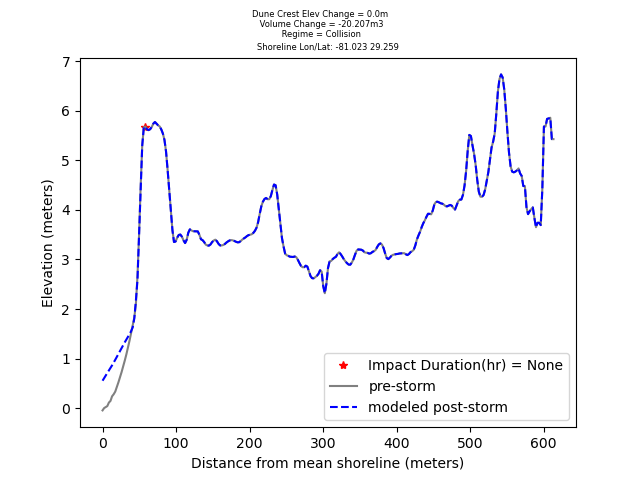 Dune Crest Elev Change = 0.0m
Volume Change = -20.207m3
Regime = Collision
Shoreline Lon/Lat: -81.023 29.259
7
6
5
4
3
2
1
0
Elevation (meters)
Impact Duration(hr) = None
pre-storm
modeled post-storm
0 100 200 300 400 500 600
Distance from mean shoreline (meters)